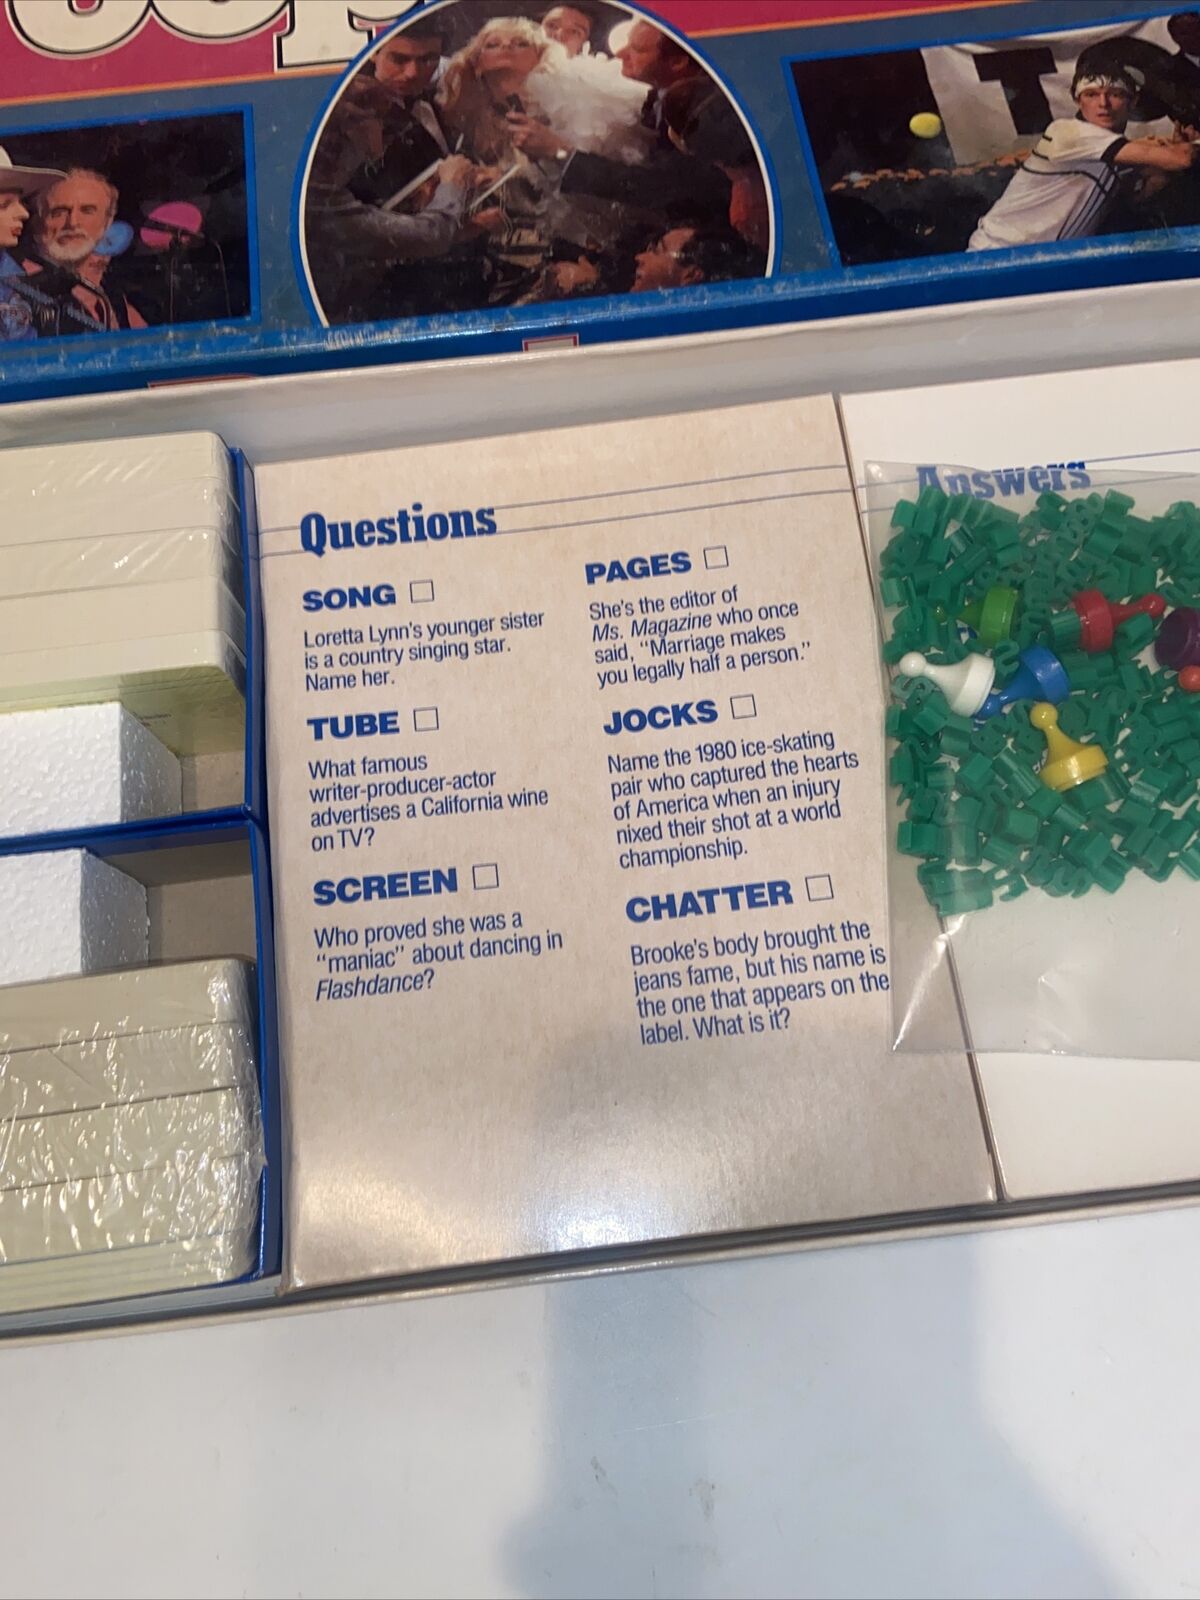 Questions
SONG
Loretta Lynn's younger sister
is a country singing star.
Name her.
TUBE
What famous
writer-producer-actor
advertises a California wine
on TV?
SCREEN
Who proved she was a
"maniac" about dancing in
Flashdance?
PAGES
She's the editor of
Ms. Magazine who once
said, "Marriage makes
you legally half a person."
JOCKS
Name the 1980 ice-skating
pair who captured the hearts
of America when an injury
nixed their shot at a world
championship.
CHATTER
Brooke's body brought the
jeans fame, but his name is
the one that appears on the
label. What is it?
Answers